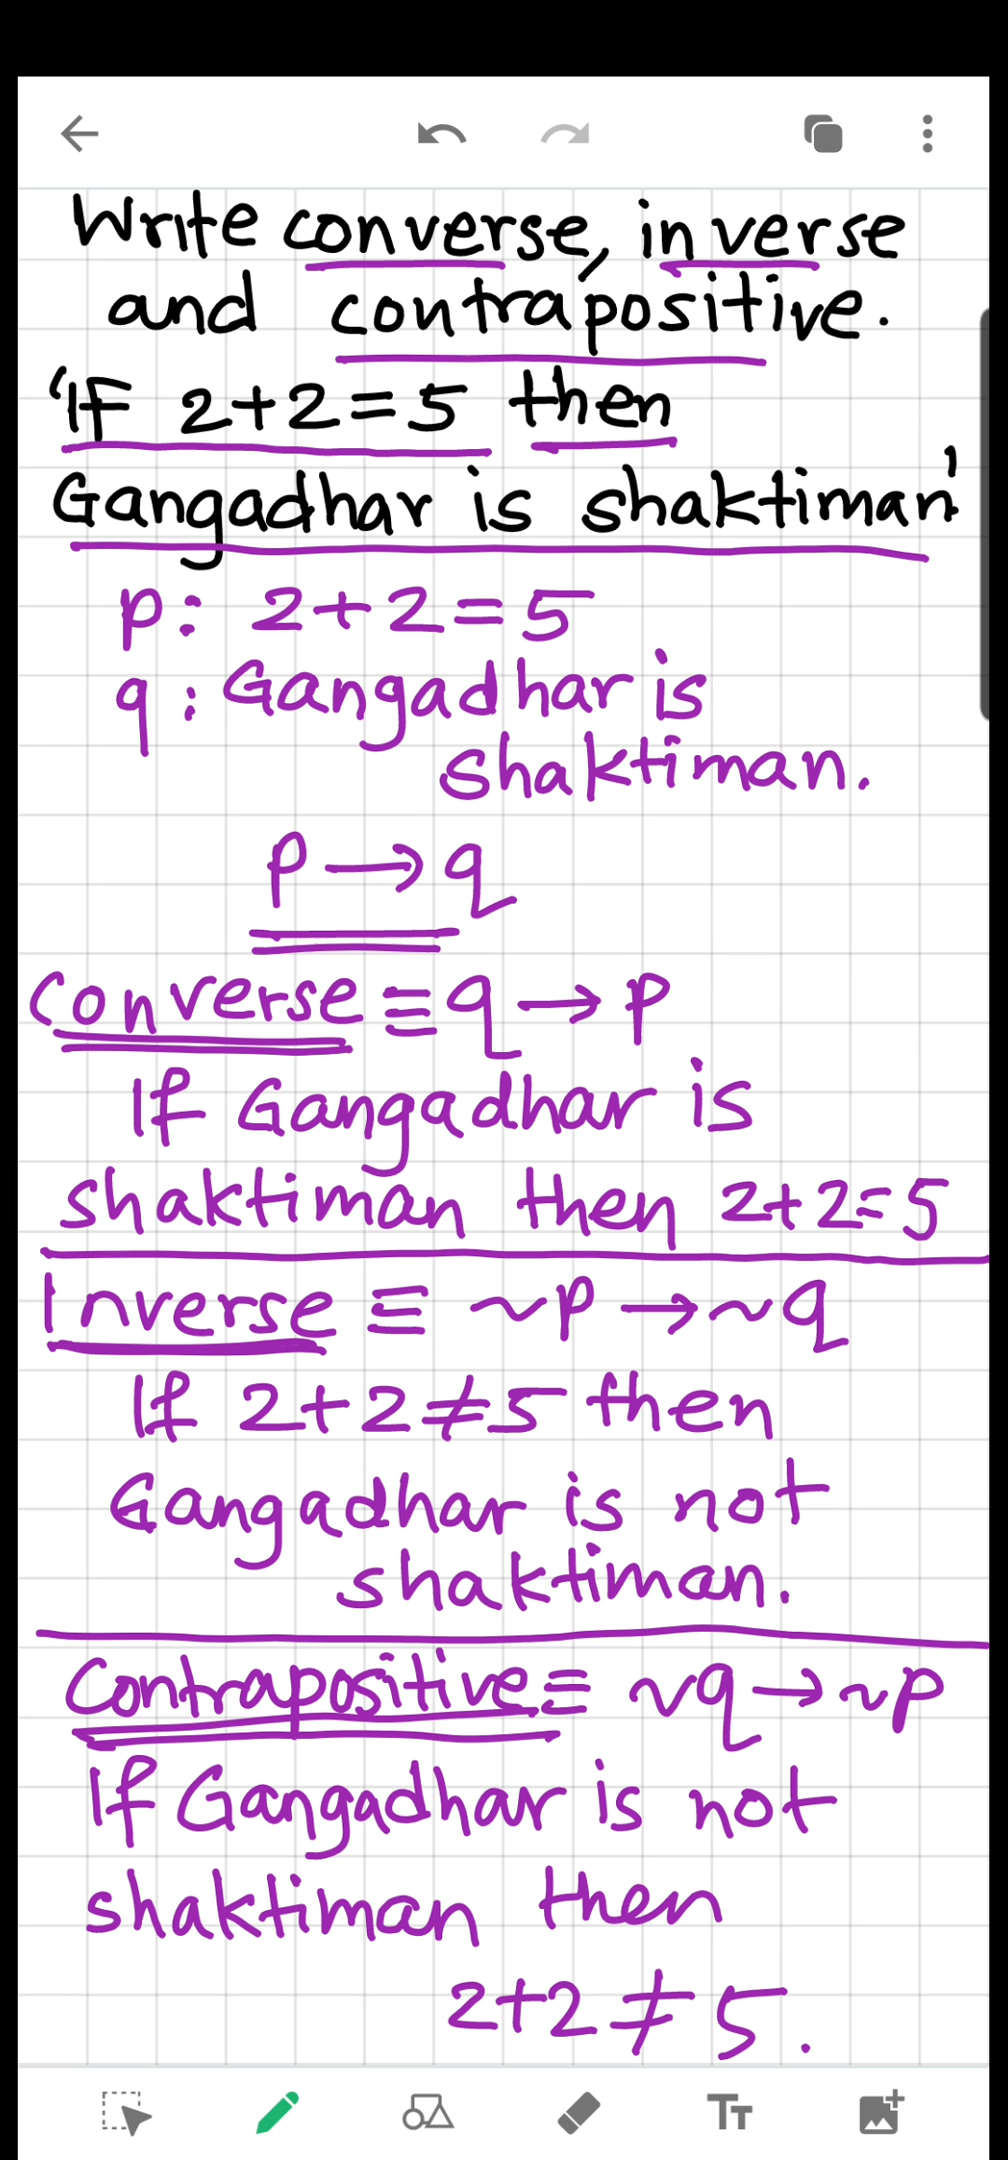 Write converse, inverse
and contrapositive.
'If 2+2=5 then
Gangadhar is shaktiman'
p: 2+2=5
q: Gangadhar is
shaktiman.
p→q
Converse≡q→p
If Gangadhar is
shaktiman then 2+2=5
Inverse ≡ ~p→~q
If 2+2≠5 then
Gangadhar is not
shaktiman.
Contrapositive≡ ~q→~p
If Gangadhar is not
shaktiman then
2+2≠5.
TT